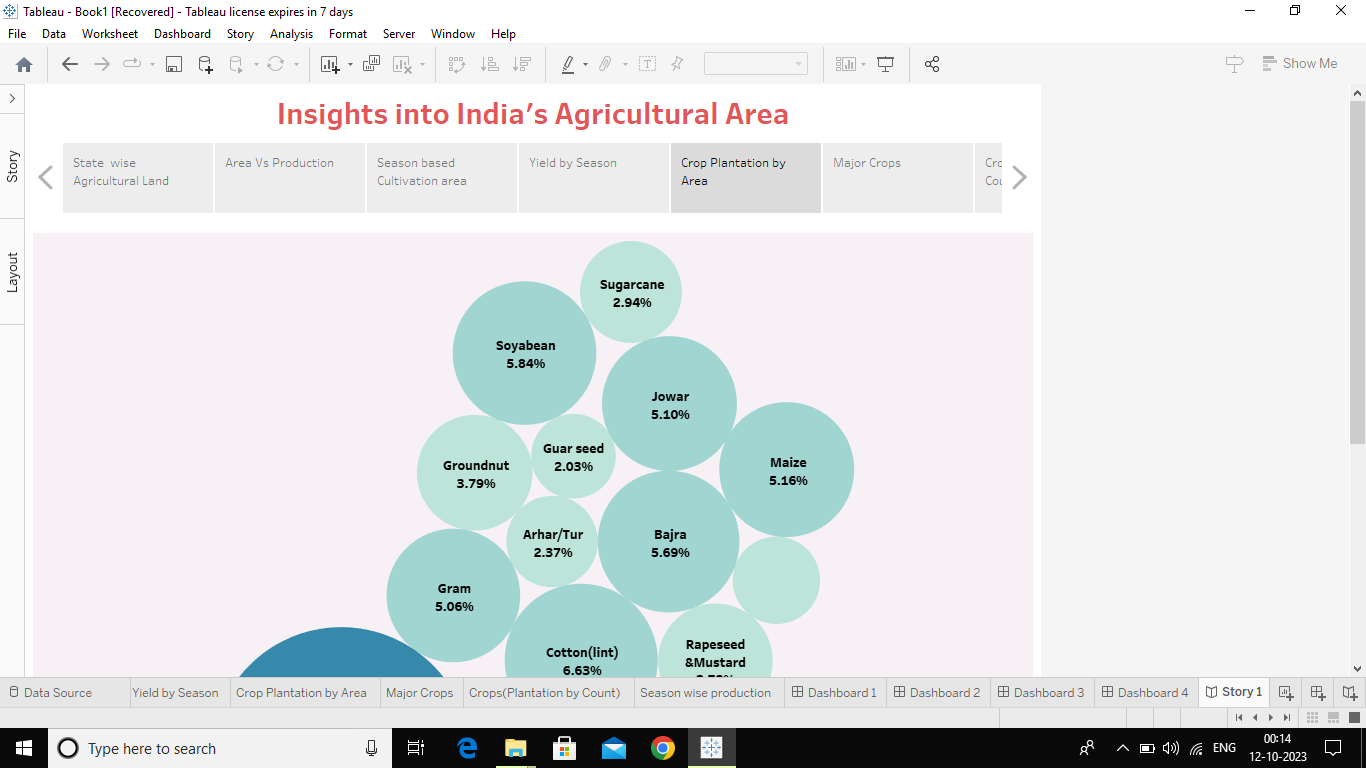 Tableau - Book1 [Recovered] - Tableau license expires in 7 days
File Data Worksheet Dashboard Story Analysis Format Server Window Help
Show Me
Story
Layout
Insights into India's Agricultural Area
State wise
Agricultural Land
Area Vs Production
Season based
Cultivation area
Yield by Season
Crop Plantation by
Area
Major Crops
Sugarcane
2.94%
Soyabean
5.84%
Jowar
5.10%
Guar seed
2.03%
Groundnut
3.79%
Maize
5.16%
Arhar/Tur
2.37%
Bajra
5.69%
Gram
5.06%
Cotton(lint)
6.63%
Rapeseed
&Mustard
Data Source
Yield by Season
Crop Plantation by Area
Major Crops
Crops(Plantation by Count)
Season wise production
Dashboard 1
Dashboard 2
Dashboard 3
Dashboard 4
Story 1
Type here to search
ENG
00:14
12-10-2023